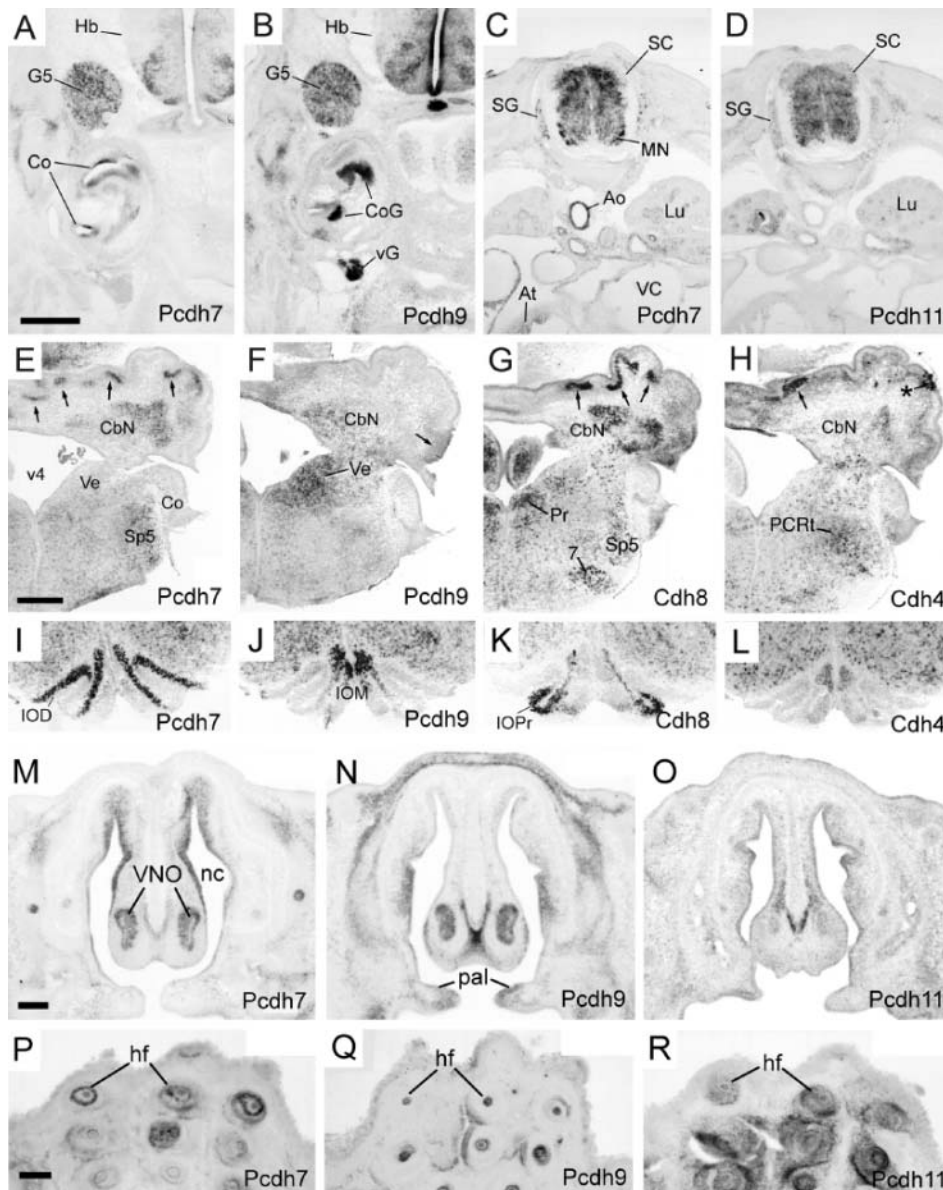 A
Hb
G5
Co
Pcdh7
B
Hb
G5
CoG
vG
Pcdh9
C
SC
SG
MN
Ao
Lu
At
VC
Pcdh7
D
SC
SG
Lu
Pcdh11
E
CbN
v4
Ve
Co
Sp5
Pcdh7
F
CbN
Ve
Pcdh9
G
CbN
Pr
Sp5
7
Cdh8
H
*
CbN
PCRt
Cdh4
I
IOD
Pcdh7
J
IOM
Pcdh9
K
IOPr
Cdh8
L
Cdh4
M
VNO
nc
Pcdh7
N
pal
Pcdh9
O
Pcdh11
P
hf
Pcdh7
Q
hf
Pcdh9
R
hf
Pcdh11